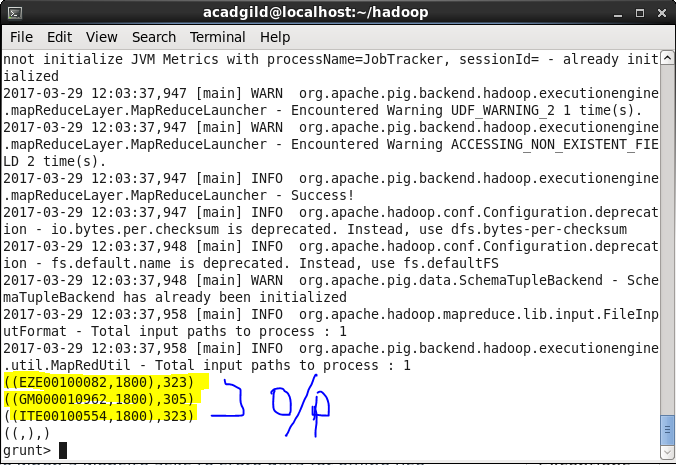 acadgild@localhost:~/hadoop
File Edit View Search Terminal Help
nnot initialize JVM Metrics with processName=JobTracker, sessionId= - already init
ialized
2017-03-29 12:03:37,947 [main] WARN  org.apache.pig.backend.hadoop.executionengine
.mapReduceLayer.MapReduceLauncher - Encountered Warning UDF_WARNING_2 1 time(s).
2017-03-29 12:03:37,947 [main] WARN  org.apache.pig.backend.hadoop.executionengine
.mapReduceLayer.MapReduceLauncher - Encountered Warning ACCESSING_NON_EXISTENT_FIE
LD 2 time(s).
2017-03-29 12:03:37,947 [main] INFO  org.apache.pig.backend.hadoop.executionengine
.mapReduceLayer.MapReduceLauncher - Success!
2017-03-29 12:03:37,947 [main] INFO  org.apache.hadoop.conf.Configuration.deprecat
ion - io.bytes.per.checksum is deprecated. Instead, use dfs.bytes-per-checksum
2017-03-29 12:03:37,948 [main] INFO  org.apache.hadoop.conf.Configuration.deprecat
ion - fs.default.name is deprecated. Instead, use fs.defaultFS
2017-03-29 12:03:37,948 [main] WARN  org.apache.pig.data.SchemaTupleBackend - Sche
maTupleBackend has already been initialized
2017-03-29 12:03:37,958 [main] INFO  org.apache.hadoop.mapreduce.lib.input.FileInp
utFormat - Total input paths to process : 1
2017-03-29 12:03:37,958 [main] INFO  org.apache.pig.backend.hadoop.executionengine
.util.MapRedUtil - Total input paths to process : 1
((EZE00100082,1800),323)
((GM000010962,1800),305) O/P
((ITE00100554,1800),323)
((,),)
grunt>